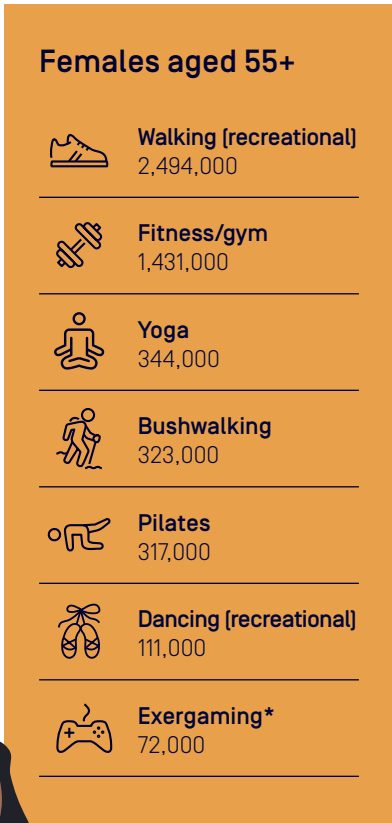 Females aged 55+
Walking (recreational)
2,494,000
Fitness/gym
1,431,000
Yoga
344,000
Bushwalking
323,000
Pilates
317,000
Dancing (recreational)
111,000
Exergaming*
72,000